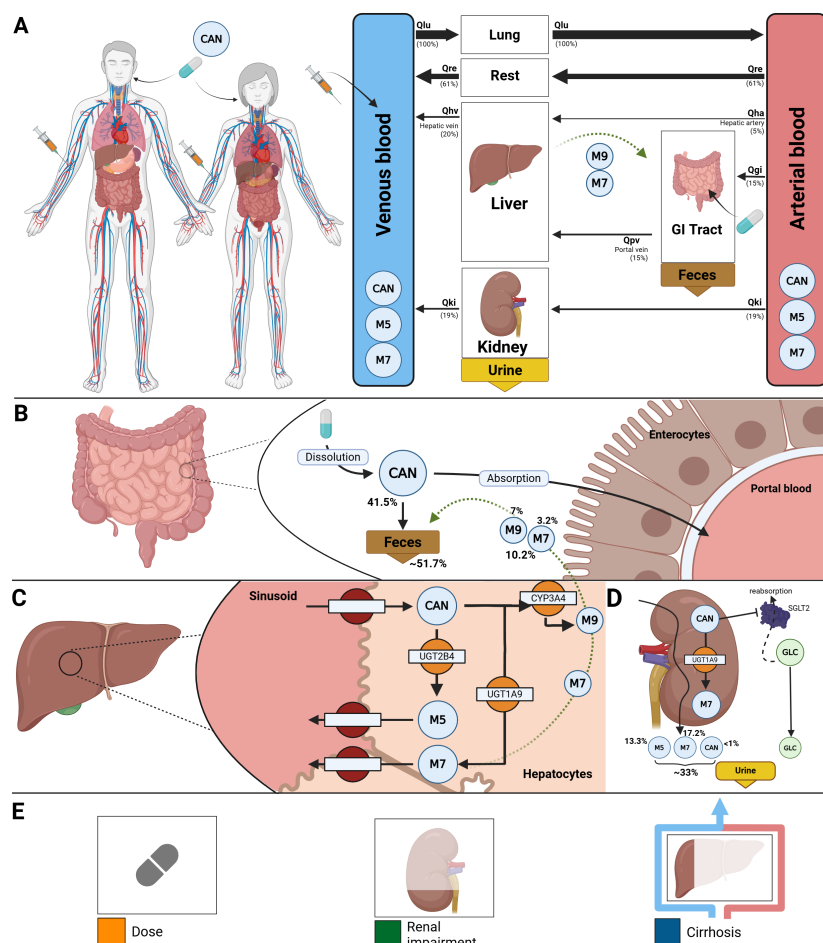 A
CAN
Venous blood
CAN
M5
M7
Qlu
(100%)
Lung
Qlu
(100%)
Qre
(61%)
Rest
Qre
(61%)
Qhv
Hepatic vein
(20%)
Qha
Hepatic artery
(5%)
Liver
M9
M7
Qgi
(15%)
GI Tract
Qpv
Portal vein
(15%)
Feces
Qki
(19%)
Kidney
Urine
Qki
(19%)
Arterial blood
CAN
M5
M7
B
Dissolution
CAN
41.5%
Absorption
Feces
~51.7%
7%
M9
3.2%
M7
10.2%
Enterocytes
Portal blood
C
Sinusoid
CAN
CYP3A4
M9
UGT2B4
UGT1A9
M7
M5
M7
Hepatocytes
D
reabsorption
SGLT2
CAN
UGT1A9
GLC
M7
17.2%
13.3%
M5
M7
CAN
<1%
GLC
~33%
Urine
E
Dose
Renal
impairment
Cirrhosis